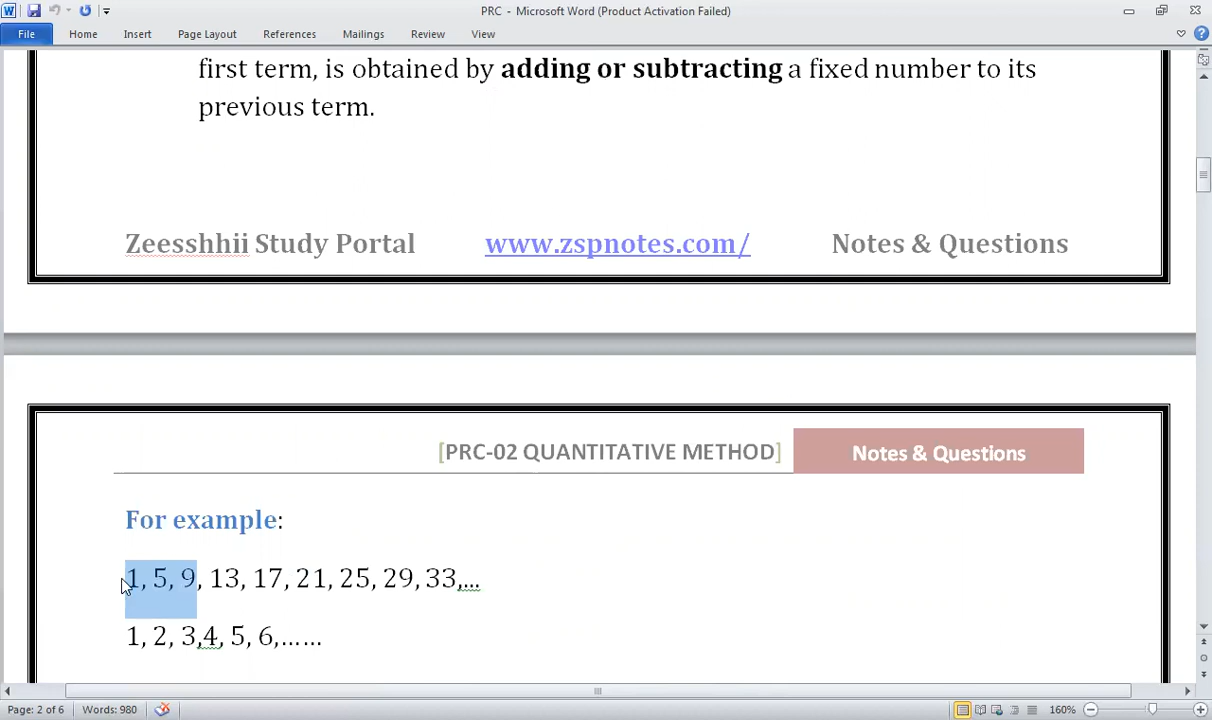 PRC - Microsoft Word (Product Activation Failed)
File Home Insert Page Layout References Mailings Review View
first term, is obtained by adding or subtracting a fixed number to its
previous term.
Zeesshhii Study Portal www.zspnotes.com/ Notes & Questions
[PRC-02 QUANTITATIVE METHOD] Notes & Questions
For example:
1, 5, 9, 13, 17, 21, 25, 29, 33,...
1, 2, 3,4, 5, 6,......
Page: 2 of 6 Words: 980 160%